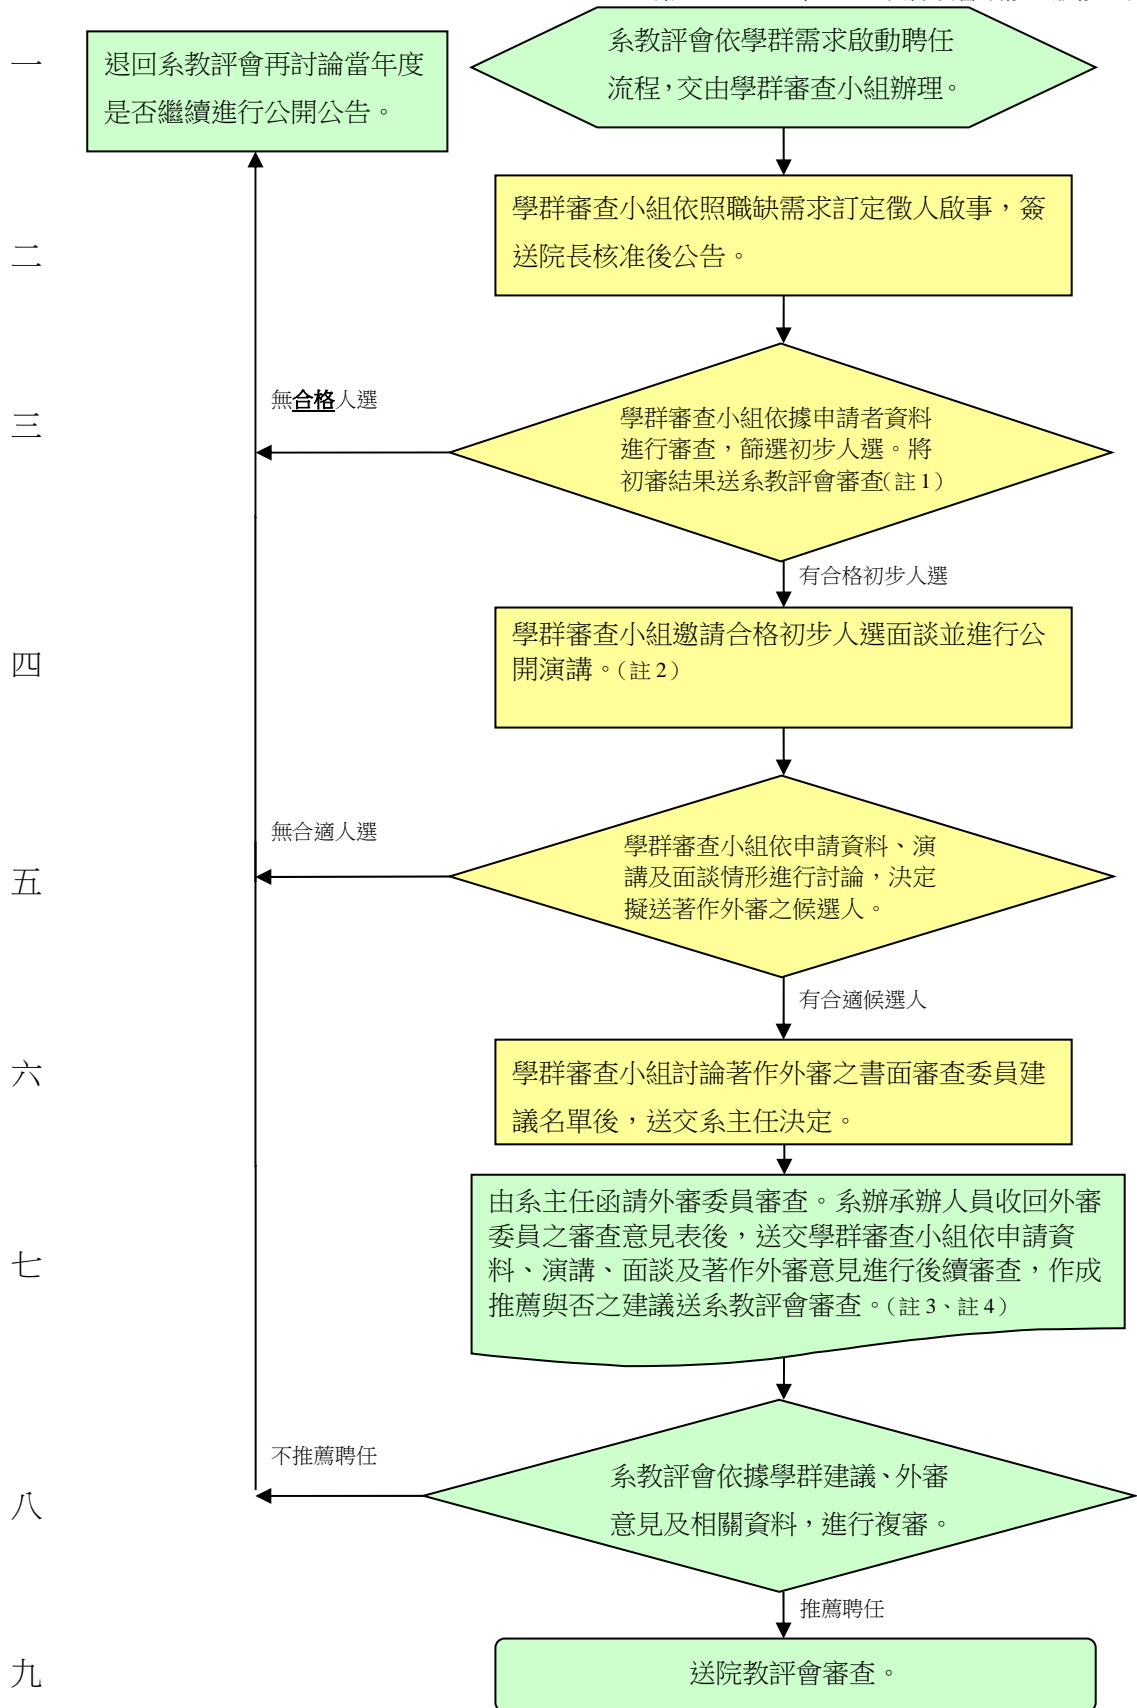 一
退回系教評會再討論當年度
是否繼續進行公開公告。
系教評會依學群需求啟動聘任
流程，交由學群審查小組辦理。
二
學群審查小組依照職缺需求訂定徵人啟事，簽
送院長核准後公告。
三
無合格人選
學群審查小組依據申請者資料
進行審查，篩選初步人選。將
初審結果送系教評會審查(註 1)
有合格初步人選
四
學群審查小組邀請合格初步人選面談並進行公
開演講。(註 2)
五
無合適人選
學群審查小組依申請資料、演
講及面談情形進行討論，決定
擬送著作外審之候選人。
有合適候選人
六
學群審查小組討論著作外審之書面審查委員建
議名單後，送交系主任決定。
七
由系主任函請外審委員審查。系辦承辦人員收回外審
委員之審查意見表後，送交學群審查小組依申請資
料、演講、面談及著作外審意見進行後續審查，作成
推薦與否之建議送系教評會審查。(註 3、註 4)
八
不推薦聘任
系教評會依據學群建議、外審
意見及相關資料，進行複審。
推薦聘任
九
送院教評會審查。